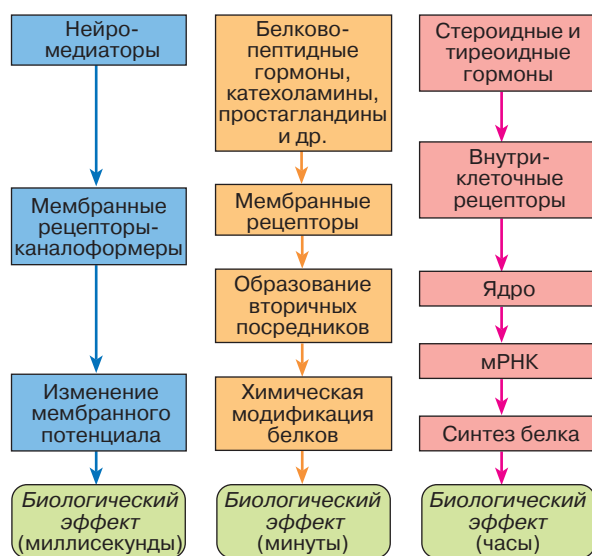 Нейро-
медиаторы
Мембранные
рецепторы-
каналоформеры
Изменение
мембранного
потенциала
Биологический
эффект
(миллисекунды)
Белково-
пептидные
гормоны,
катехоламины,
простагландины
и др.
Мембранные
рецепторы
Образование
вторичных
посредников
Химическая
модификация
белков
Биологический
эффект
(минуты)
Стероидные и
тиреоидные
гормоны
Внутри-
клеточные
рецепторы
Ядро
мРНК
Синтез белка
Биологический
эффект
(часы)